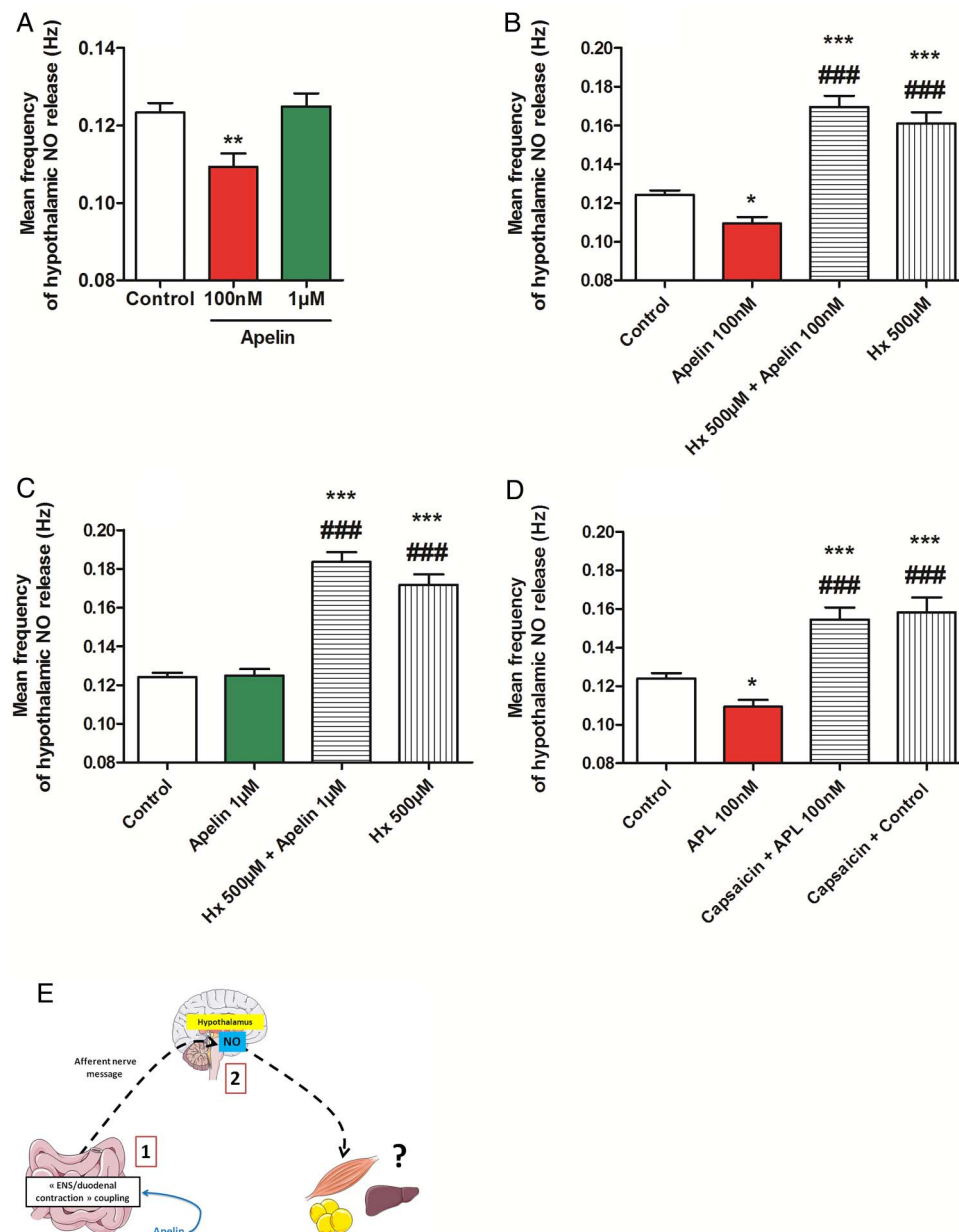 A
Mean frequency
of hypothalamic NO release (Hz)
0.14
0.12
0.10
0.08
**
Control
100nM
1µM
Apelin
B
Mean frequency
of hypothalamic NO release (Hz)
0.20
0.18
0.16
0.14
0.12
0.10
0.08
*
***
###
***
###
Control
Apelin 100nM
Hx 500µM + Apelin 100nM
Hx 500µM
C
Mean frequency
of hypothalamic NO release (Hz)
0.20
0.18
0.16
0.14
0.12
0.10
0.08
***
###
***
###
Control
Apelin 1µM
Hx 500µM + Apelin 1µM
Hx 500µM
D
Mean frequency
of hypothalamic NO release (Hz)
0.20
0.18
0.16
0.14
0.12
0.10
0.08
*
***
###
***
###
Control
APL 100nM
Capsaicin + APL 100nM
Capsaicin + Control
E
Hypothalamus
NO
Afferent nerve
message
2
1
« ENS/duodenal
contraction » coupling
?
Apelin